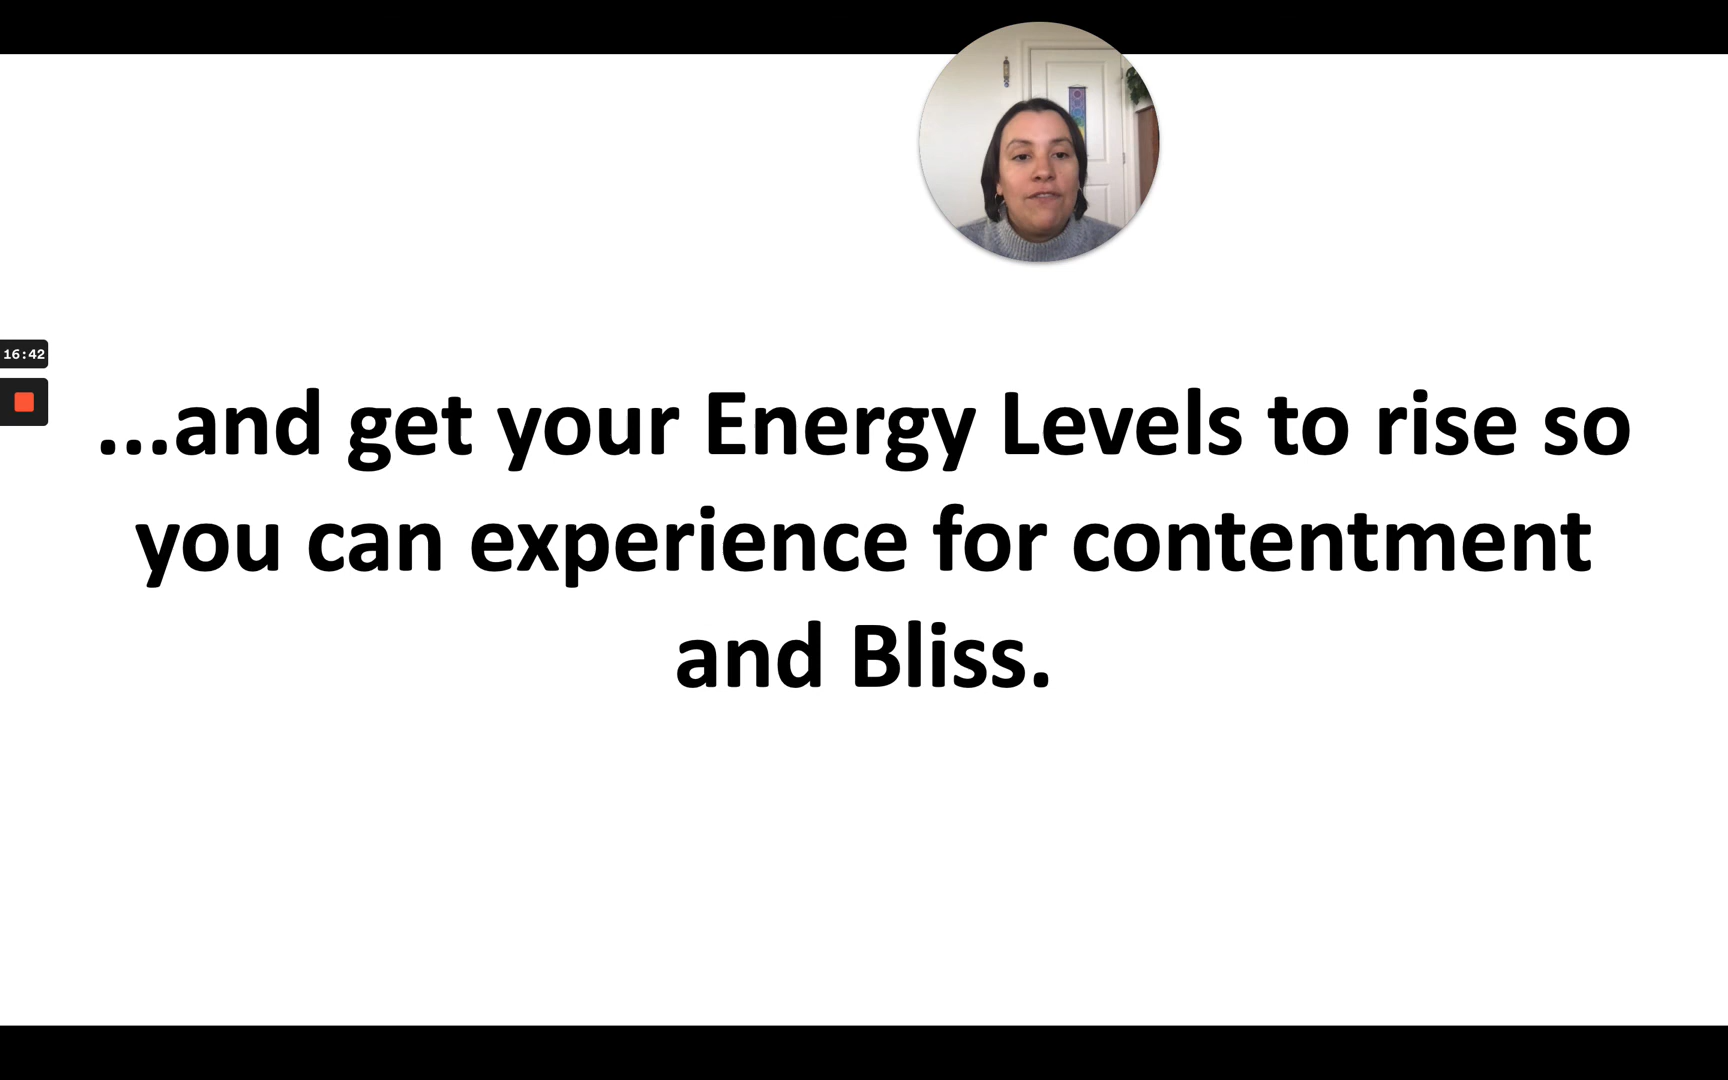 16:42
...and get your Energy Levels to rise so
you can experience for contentment
and Bliss.